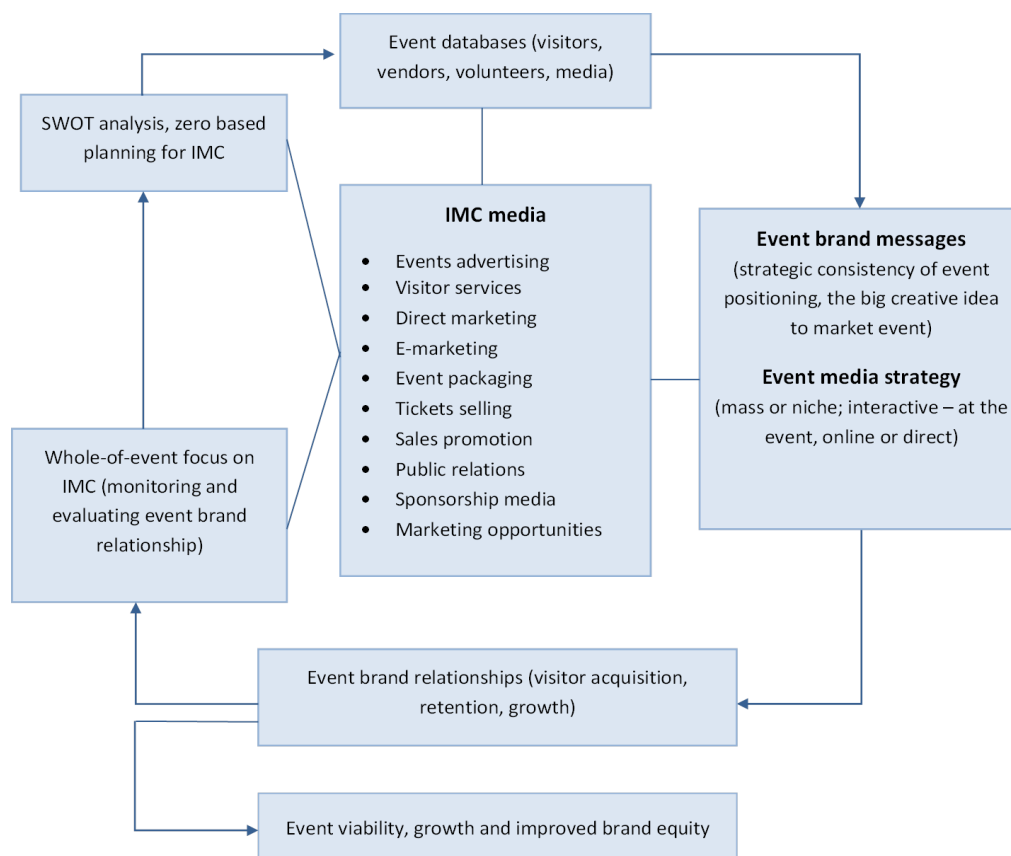 Event databases (visitors,
vendors, volunteers, media)
SWOT analysis, zero based
planning for IMC
IMC media
• Events advertising
• Visitor services
• Direct marketing
• E-marketing
• Event packaging
• Tickets selling
• Sales promotion
• Public relations
• Sponsorship media
• Marketing opportunities
Event brand messages
(strategic consistency of event
positioning, the big creative idea
to market event)
Event media strategy
(mass or niche; interactive – at the
event, online or direct)
Whole-of-event focus on
IMC (monitoring and
evaluating event brand
relationship)
Event brand relationships (visitor acquisition,
retention, growth)
Event viability, growth and improved brand equity